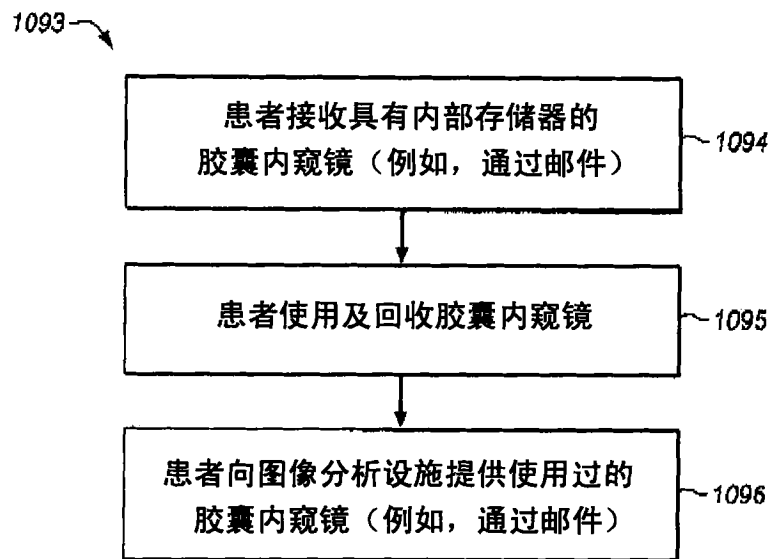 1093
患者接收具有内部存储器的
胶囊内窥镜（例如，通过邮件）
1094
患者使用及回收胶囊内窥镜
1095
患者向图像分析设施提供使用过的
胶囊内窥镜（例如，通过邮件）
1096